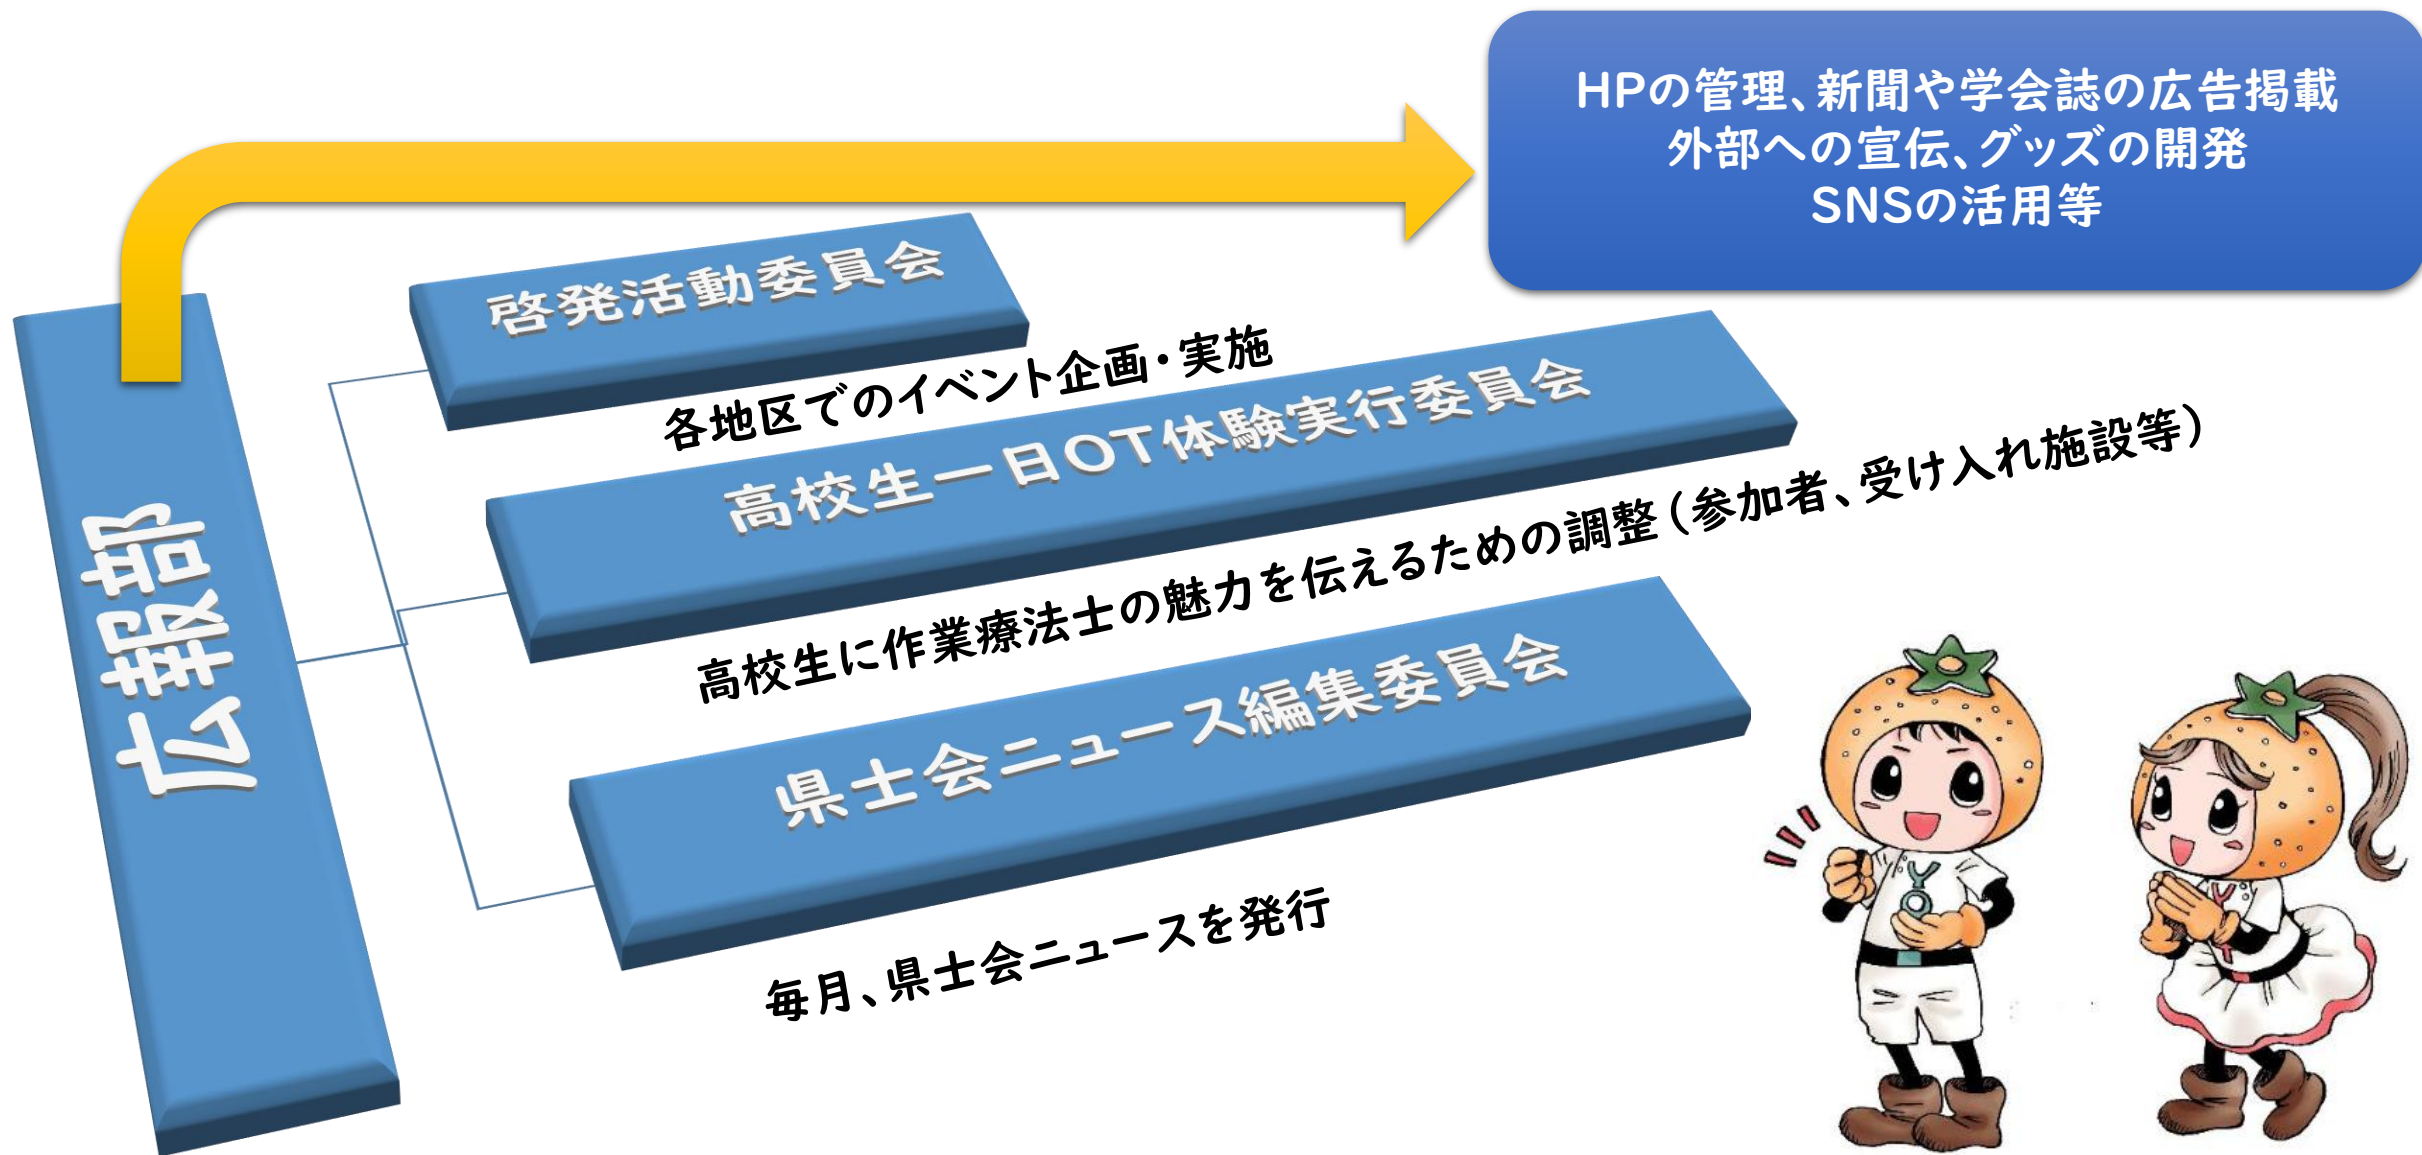 HPの管理、新聞や学会誌の広告掲載
外部への宣伝、グッズの開発
SNSの活用等
広報部
啓発活動委員会
各地区でのイベント企画・実施
高校生一日OT体験実行委員会
高校生に作業療法士の魅力を伝えるための調整(参加者、受け入れ施設等)
県士会ニュース編集委員会
毎月、県士会ニュースを発行